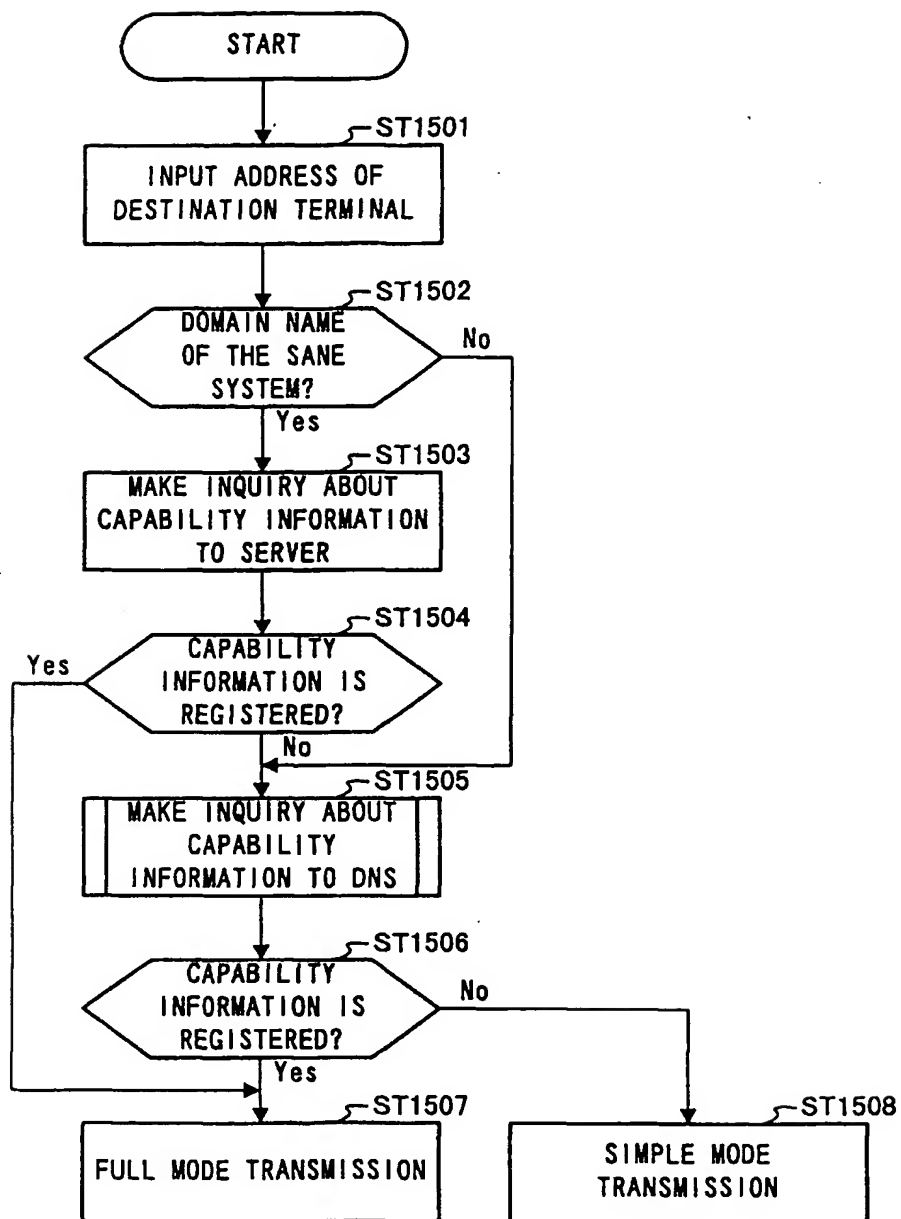 START
ST1501
INPUT ADDRESS OF
DESTINATION TERMINAL
ST1502
DOMAIN NAME
OF THE SANE
SYSTEM?
No
Yes
ST1503
MAKE INQUIRY ABOUT
CAPABILITY INFORMATION
TO SERVER
ST1504
CAPABILITY
INFORMATION IS
REGISTERED?
Yes
No
ST1505
MAKE INQUIRY ABOUT
CAPABILITY
INFORMATION TO DNS
ST1506
CAPABILITY
INFORMATION IS
REGISTERED?
No
Yes
ST1507
FULL MODE TRANSMISSION
ST1508
SIMPLE MODE
TRANSMISSION